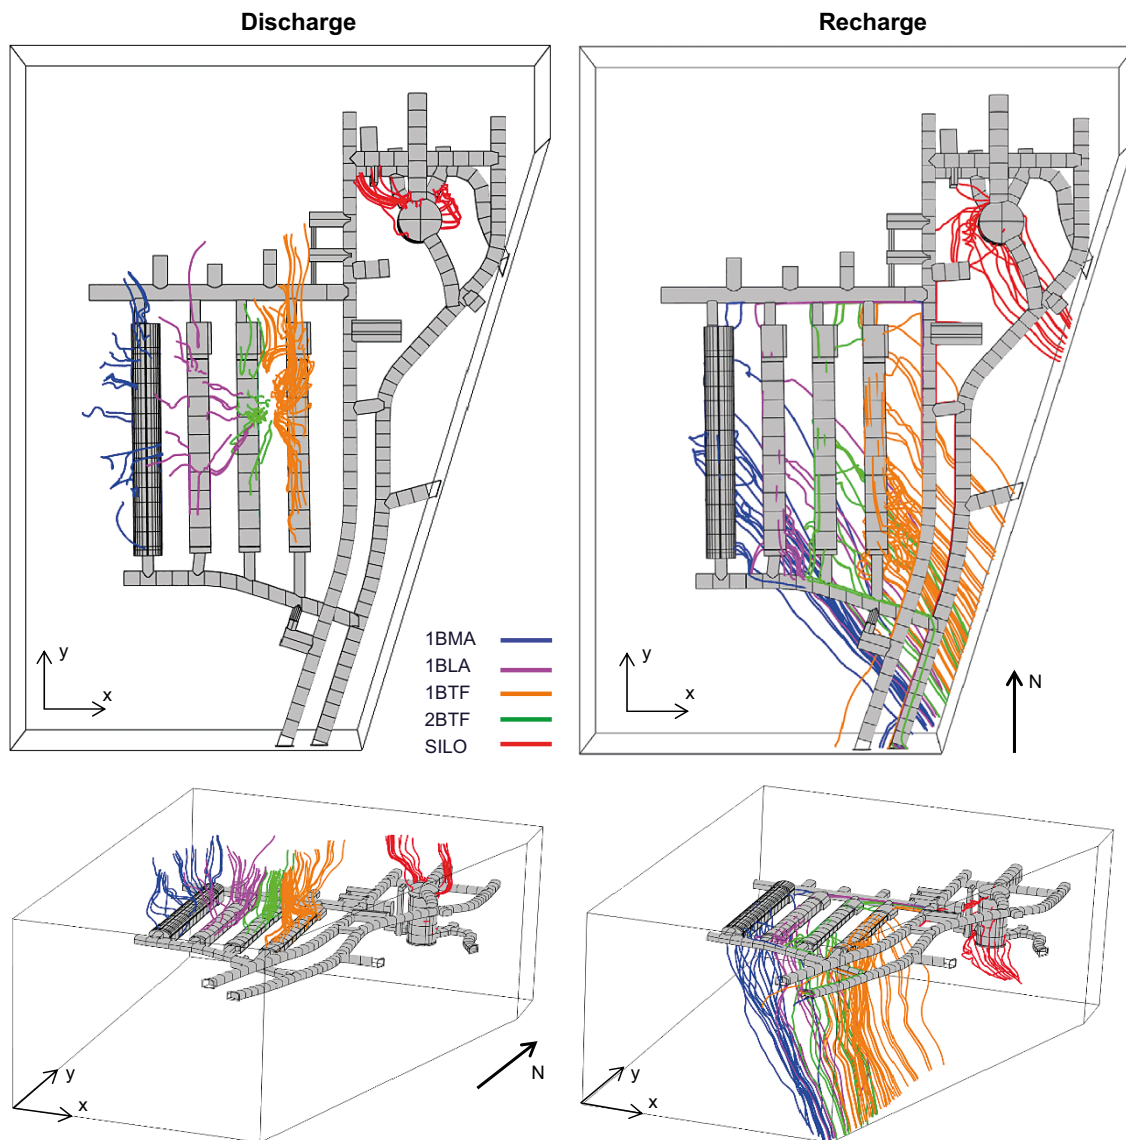 Discharge
Recharge
1BMA
1BLA
1BTF
2BTF
SILO
y
x
y
x
N
y
x
N
y
x